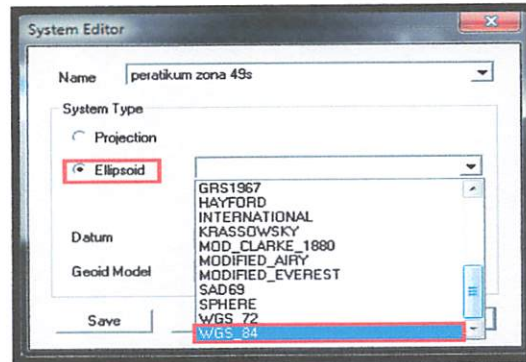 System Editor
Name peratikum zona 49s
System Type
Projection
Ellipsoid
GRS1967
HAYFORD
INTERNATIONAL
KRASSOWSKY
MOD_CLARKE_1880
MODIFIED_AIRY
MODIFIED_EVEREST
SAD69
SPHERE
WGS_72
WGS_84
Datum
Geoid Model
Save